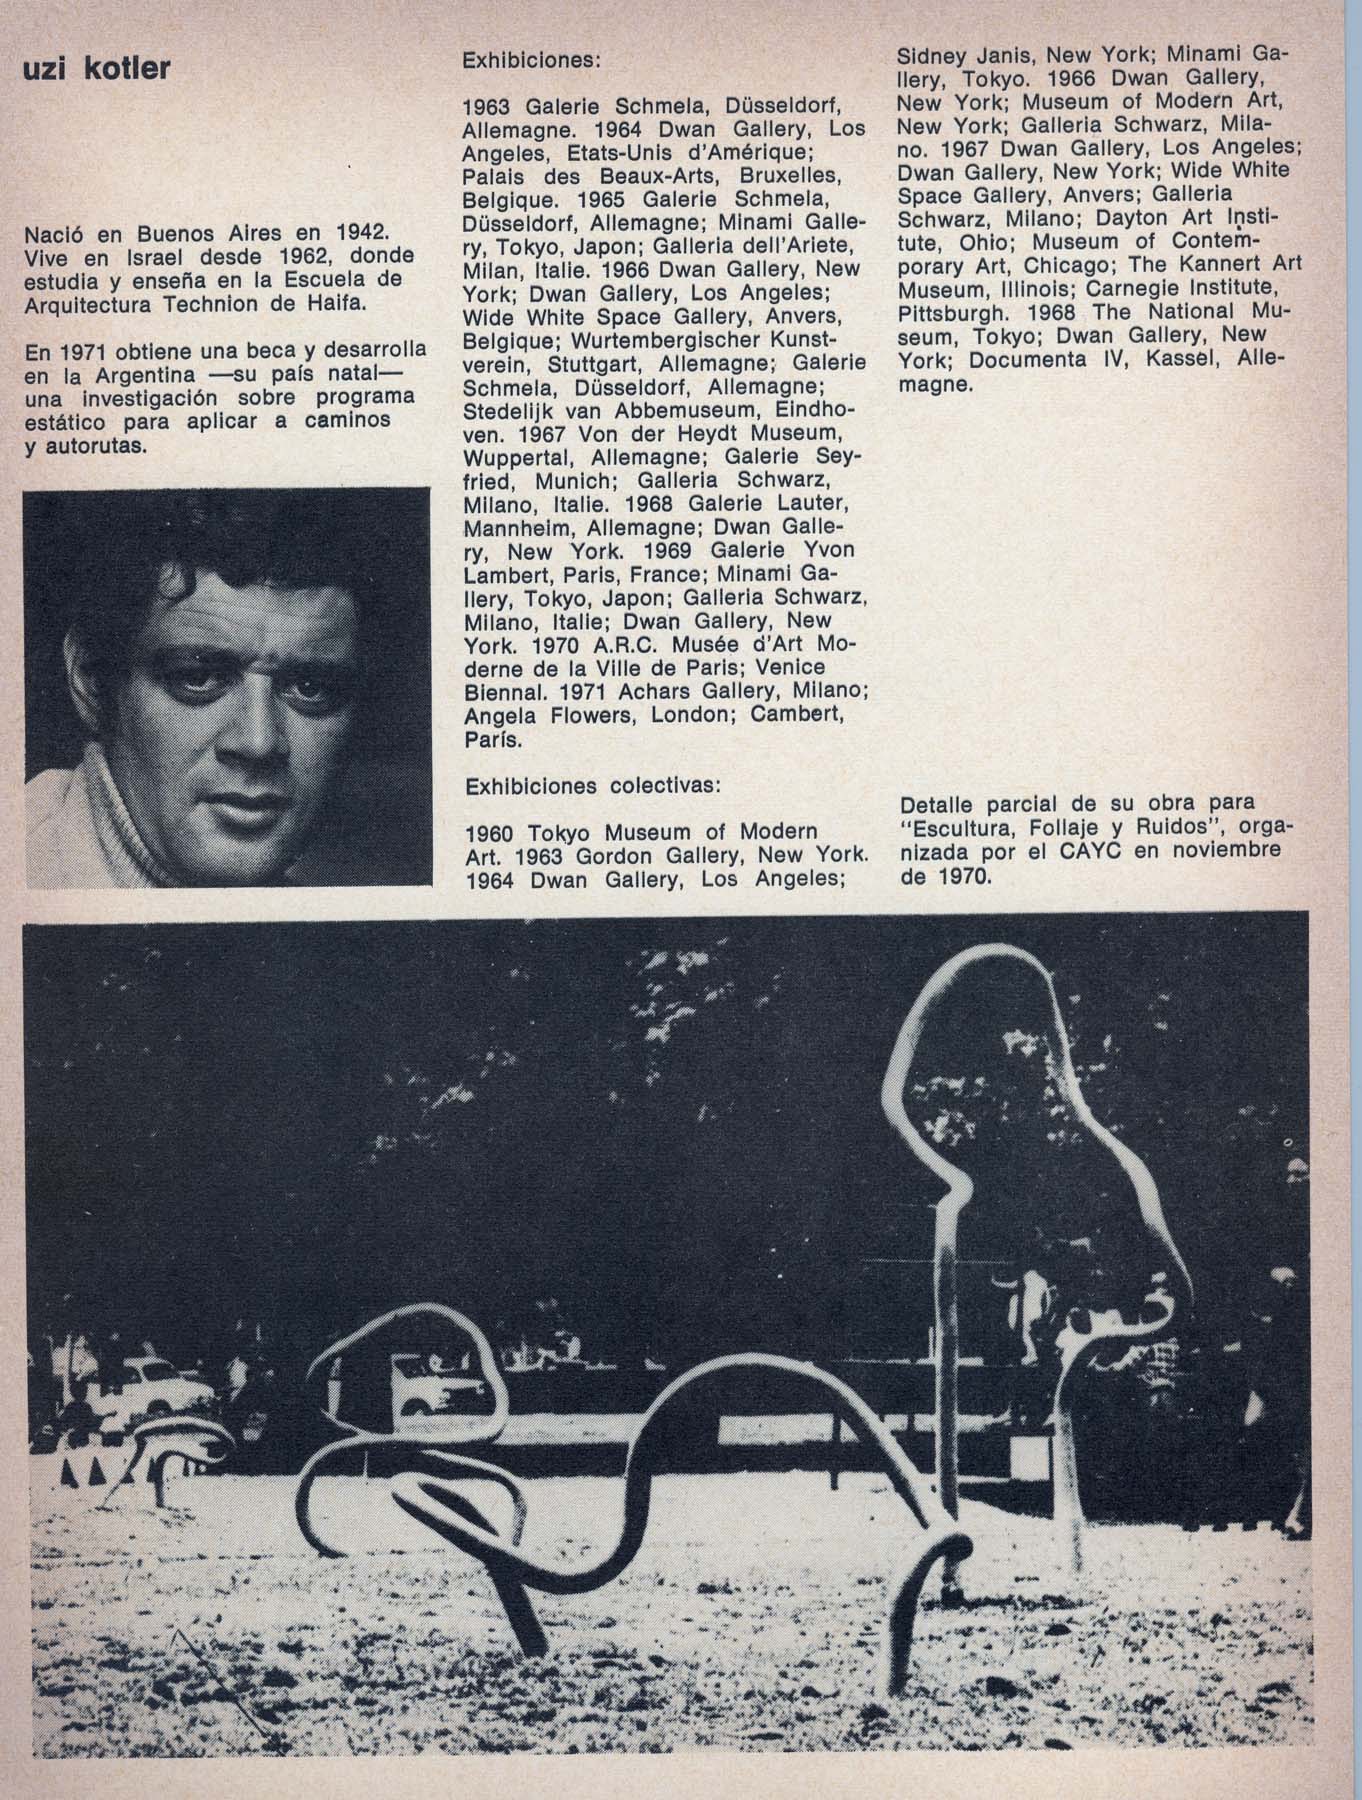 uzi kotler
Nació en Buenos Aires en 1942.
Vive en Israel desde 1962, donde
estudia y enseña en la Escuela de
Arquitectura Technion de Haifa.
En 1971 obtiene una beca y desarrolla
en la Argentina —su país natal—
una investigación sobre programa
estático para aplicar a caminos
y autorutas.
Exhibiciones:
1963 Galerie Schmela, Düsseldorf,
Allemagne. 1964 Dwan Gallery, Los
Angeles, Etats-Unis d'Amérique;
Palais des Beaux-Arts, Bruxelles,
Belgique. 1965 Galerie Schmela,
Düsseldorf, Allemagne; Minami Galle-
ry, Tokyo, Japon; Galleria dell'Ariete,
Milan, Italie. 1966 Dwan Gallery, New
York; Dwan Gallery, Los Angeles;
Wide White Space Gallery, Anvers,
Belgique; Wurtembergischer Kunst-
verein, Stuttgart, Allemagne; Galerie
Schmela, Düsseldorf, Allemagne;
Stedelijk van Abbemuseum, Eindho-
ven. 1967 Von der Heydt Museum,
Wuppertal, Allemagne; Galerie Sey-
fried, Munich; Galleria Schwarz,
Milano, Italie. 1968 Galerie Lauter,
Mannheim, Allemagne; Dwan Galle-
ry, New York. 1969 Galerie Yvon
Lambert, Paris, France; Minami Ga-
llery, Tokyo, Japon; Galleria Schwarz,
Milano, Italie; Dwan Gallery, New
York. 1970 A.R.C. Musée d'Art Mo-
derne de la Ville de Paris; Venice
Biennal. 1971 Achars Gallery, Milano;
Angela Flowers, London; Cambert,
París.
Exhibiciones colectivas:
1960 Tokyo Museum of Modern
Art. 1963 Gordon Gallery, New York.
1964 Dwan Gallery, Los Angeles;
Sidney Janis, New York; Minami Ga-
llery, Tokyo. 1966 Dwan Gallery,
New York; Museum of Modern Art,
New York; Galleria Schwarz, Mila-
no. 1967 Dwan Gallery, Los Angeles;
Dwan Gallery, New York; Wide White
Space Gallery, Anvers; Galleria
Schwarz, Milano; Dayton Art Insti-
tute, Ohio; Museum of Contem-
porary Art, Chicago; The Kannert Art
Museum, Illinois; Carnegie Institute,
Pittsburgh. 1968 The National Mu-
seum, Tokyo; Dwan Gallery, New
York; Documenta IV, Kassel, Alle-
magne.
Detalle parcial de su obra para
"Escultura, Follaje y Ruidos", orga-
nizada por el CAYC en noviembre
de 1970.